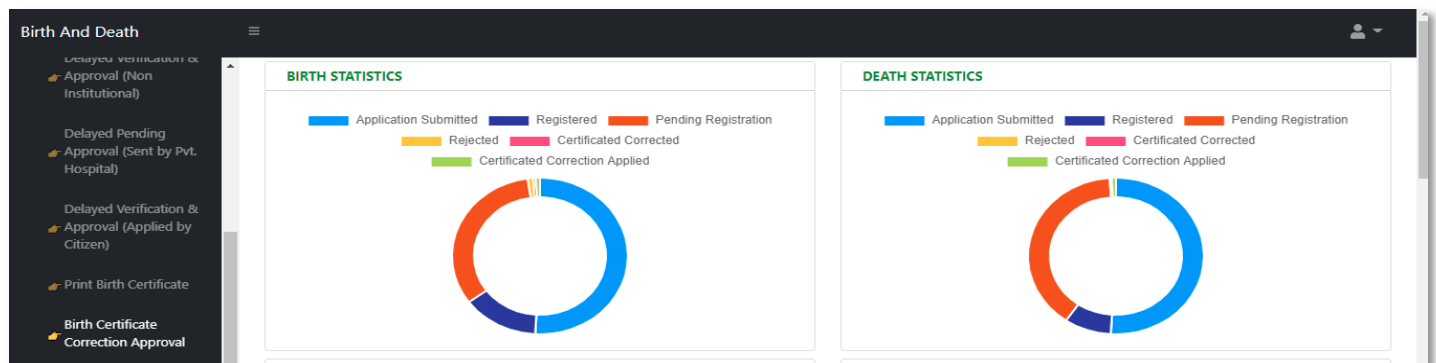 Birth And Death
Delayed Verification &
Approval (Non
Institutional)
Delayed Pending
Approval (Sent by Pvt.
Hospital)
Delayed Verification &
Approval (Applied by
Citizen)
Print Birth Certificate
Birth Certificate
Correction Approval
BIRTH STATISTICS
Application Submitted Registered Pending Registration
Rejected Certificated Corrected
Certificated Correction Applied
DEATH STATISTICS
Application Submitted Registered Pending Registration
Rejected Certificated Corrected
Certificated Correction Applied